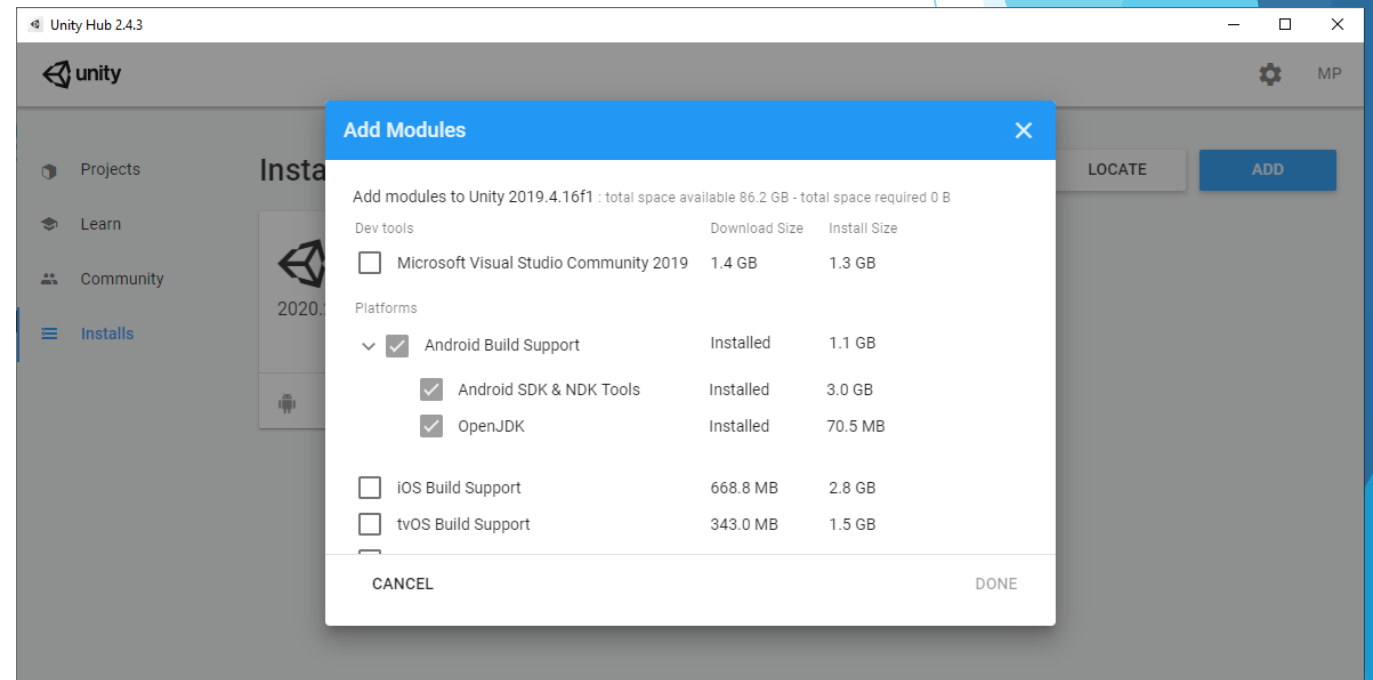 Unity Hub 2.4.3
unity
MP
Add Modules
Projects
Insta
LOCATE
ADD
Add modules to Unity 2019.4.16f1 : total space available 86.2 GB - total space required 0 B
Learn
Dev tools Download Size Install Size
Microsoft Visual Studio Community 2019 1.4 GB 1.3 GB
Community
2020.
Platforms
Installs
Android Build Support Installed 1.1 GB
Android SDK & NDK Tools Installed 3.0 GB
OpenJDK Installed 70.5 MB
iOS Build Support 668.8 MB 2.8 GB
tvOS Build Support 343.0 MB 1.5 GB
CANCEL DONE